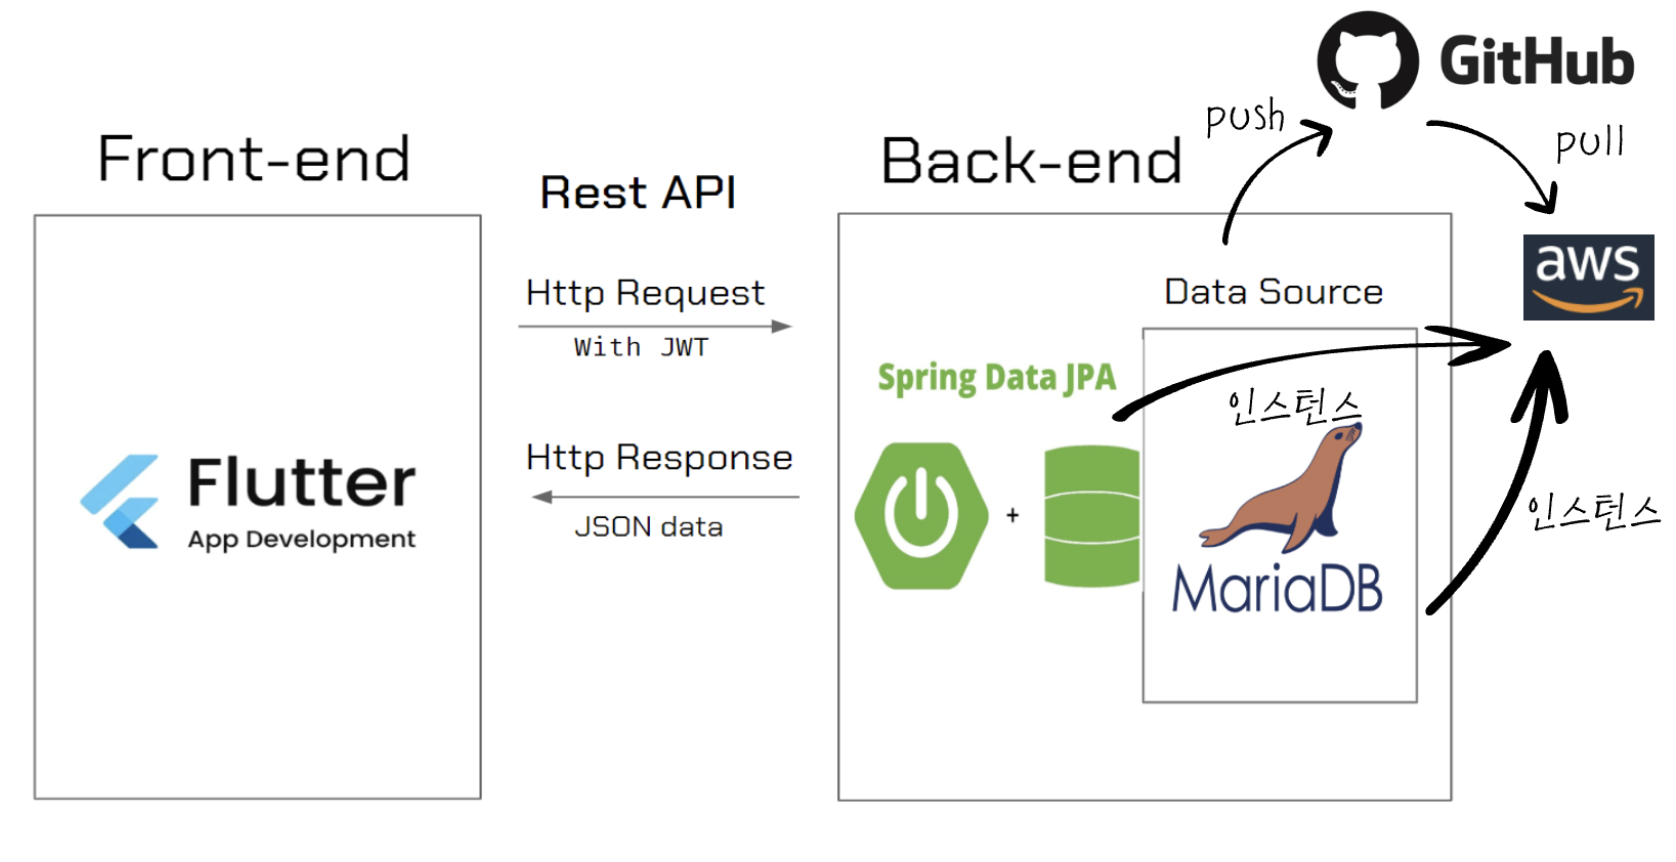 GitHub
push
pull
Front-end
Rest API
Back-end
aws
Http Request
With JWT
Data Source
Spring Data JPA
인스턴스
Http Response
JSON data
Flutter
App Development
+
MariaDB
인스턴스